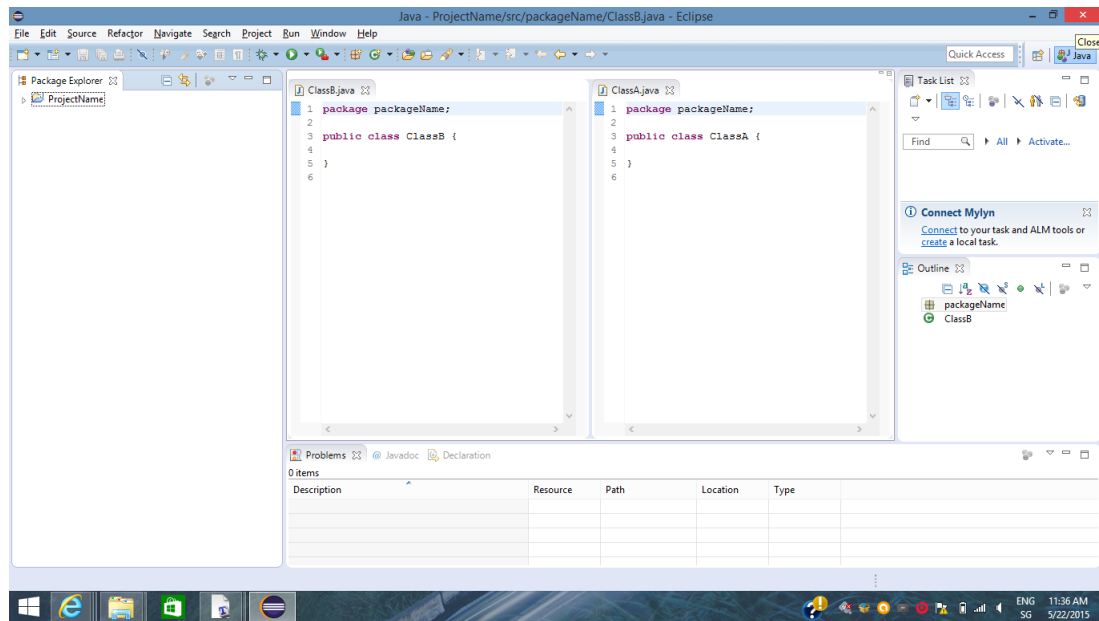 Java - ProjectName/src/packageName/ClassB.java - Eclipse
File Edit Source Refactor Navigate Search Project Run Window Help
Close
Quick Access
Java
Package Explorer
ProjectName
ClassB.java
1 package packageName;
2
3 public class ClassB {
4
5 }
6
ClassA.java
1 package packageName;
2
3 public class ClassA {
4
5 }
6
Task List
Find All Activate...
Connect Mylyn
Connect to your task and ALM tools or
create a local task.
Outline
packageName
ClassB
Problems @ Javadoc Declaration
0 items
Description Resource Path Location Type
ENG 11:36 AM
SG 5/22/2015